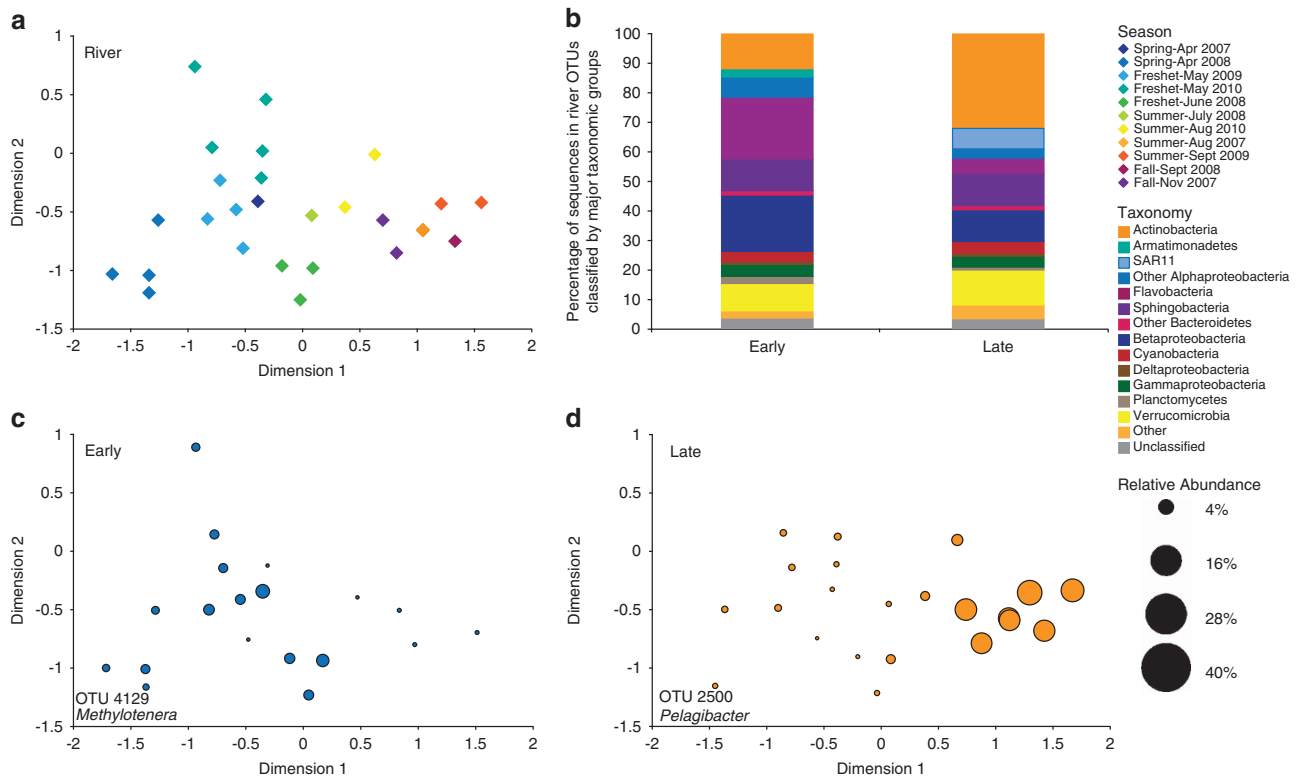 a
River
1
0.5
0
-0.5
-1
-1.5
Dimension 2
-2 -1.5 -1 -0.5 0 0.5 1 1.5 2
Dimension 1
b
Percentage of sequences in river OTUs
classified by major taxonomic groups
100
90
80
70
60
50
40
30
20
10
0
Early Late
Season
Spring-Apr 2007
Spring-Apr 2008
Freshet-May 2009
Freshet-May 2010
Freshet-June 2008
Summer-July 2008
Summer-Aug 2010
Summer-Aug 2007
Summer-Sept 2009
Fall-Sept 2008
Fall-Nov 2007
Taxonomy
Actinobacteria
Armatimonadetes
SAR11
Other Alphaproteobacteria
Flavobacteria
Sphingobacteria
Other Bacteroidetes
Betaproteobacteria
Cyanobacteria
Deltaproteobacteria
Gammaproteobacteria
Planctomycetes
Verrucomicrobia
Other
Unclassified
c
Early
1
0.5
0
-0.5
-1
-1.5
Dimension 2
OTU 4129
Methylotenera
-2 -1.5 -1 -0.5 0 0.5 1 1.5 2
Dimension 1
d
Late
1
0.5
0
-0.5
-1
-1.5
Dimension 2
OTU 2500
Pelagibacter
-2 -1.5 -1 -0.5 0 0.5 1 1.5 2
Dimension 1
Relative Abundance
4%
16%
28%
40%